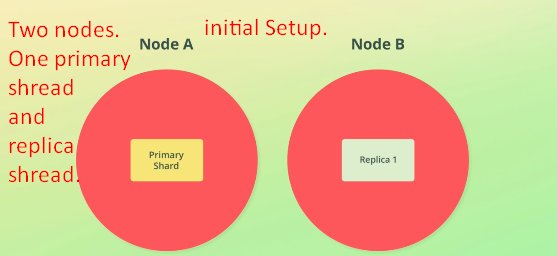 initial Setup.
Two nodes.
One primary
shread
and
replica
shread.
Node A
Primary
Shard
Node B
Replica 1